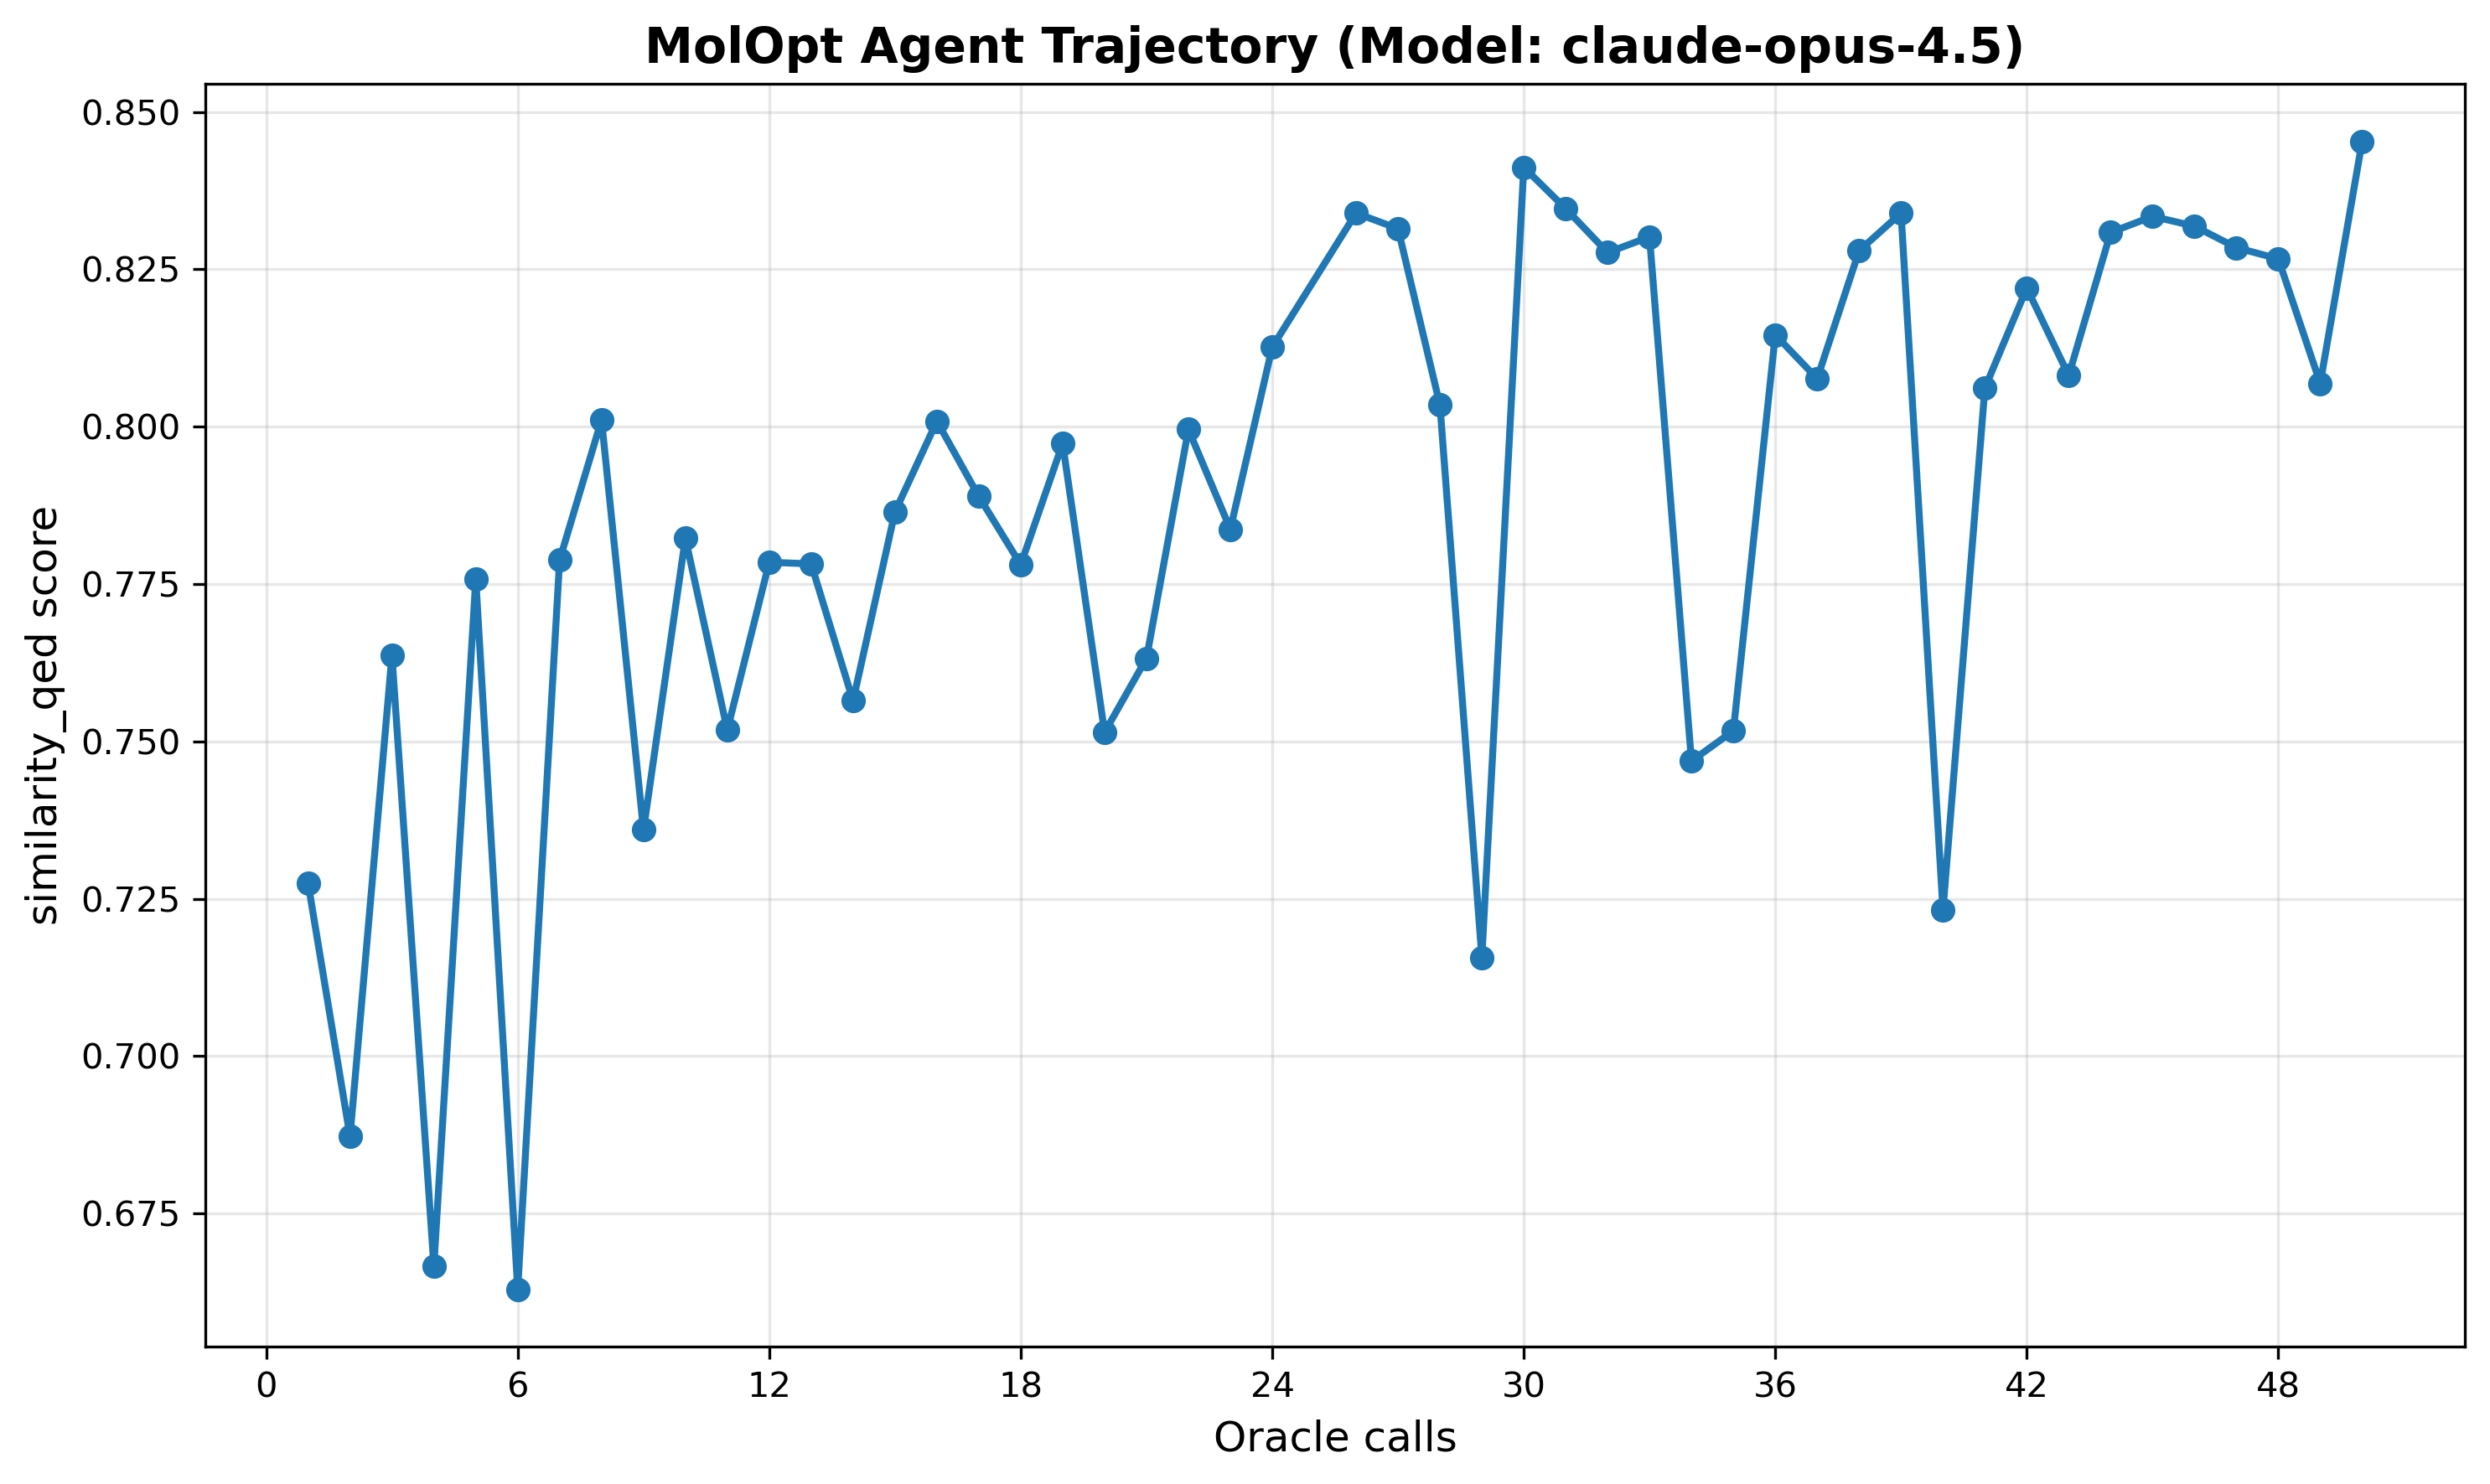 MolOpt Agent Trajectory (Model: claude-opus-4.5)
similarity_qed score
0.850
0.825
0.800
0.775
0.750
0.725
0.700
0.675
0 6 12 18 24 30 36 42 48
Oracle calls